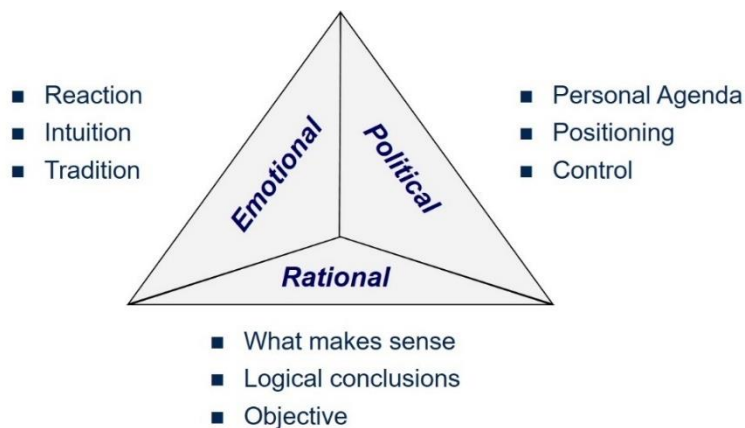 ■ Reaction
■ Intuition
■ Tradition
Emotional
Political
■ Personal Agenda
■ Positioning
■ Control
Rational
■ What makes sense
■ Logical conclusions
■ Objective